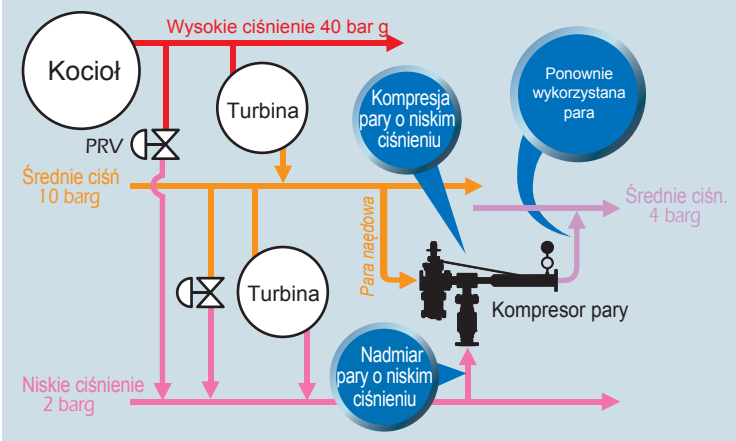 Wysokie ciśnienie 40 bar g
Kocioł
Turbina
Kompresja
pary o niskim
ciśnieniu
Ponownie
wykorzystana
para
PRV
Średnie ciśń
10 barg
Średnie ciśn.
4 barg
Para naędowa
Turbina
Kompresor pary
Nadmiar
pary o niskim
ciśnieniu
Niskie ciśnienie
2 barg